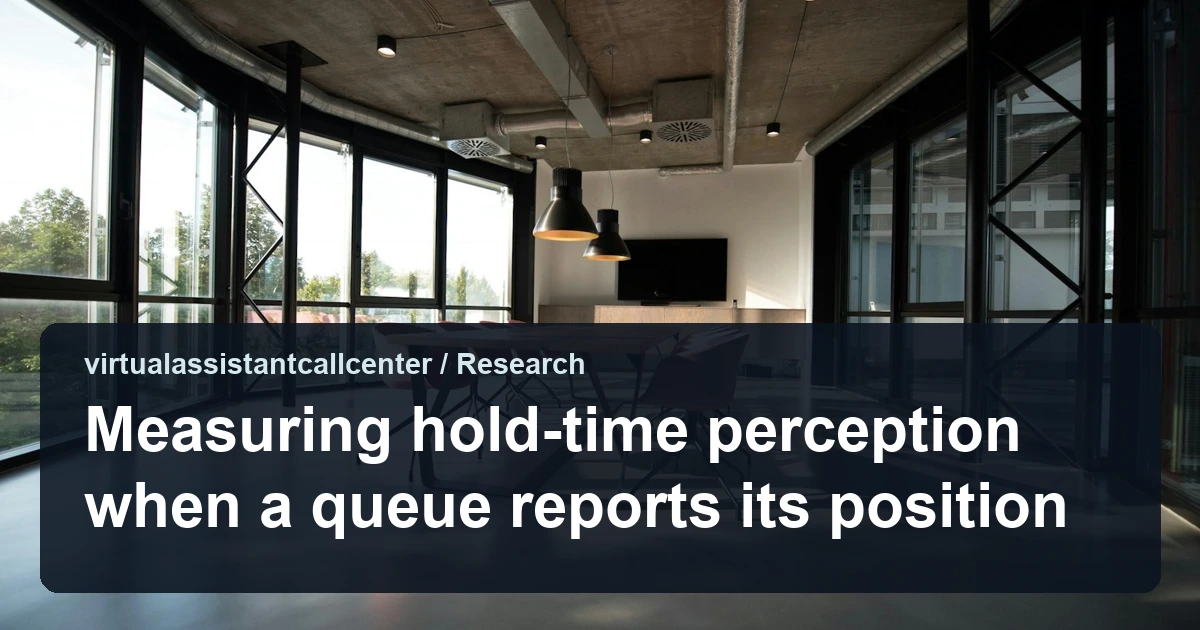 virtualassistantcallcenter / Research
Measuring hold-time perception
when a queue reports its position